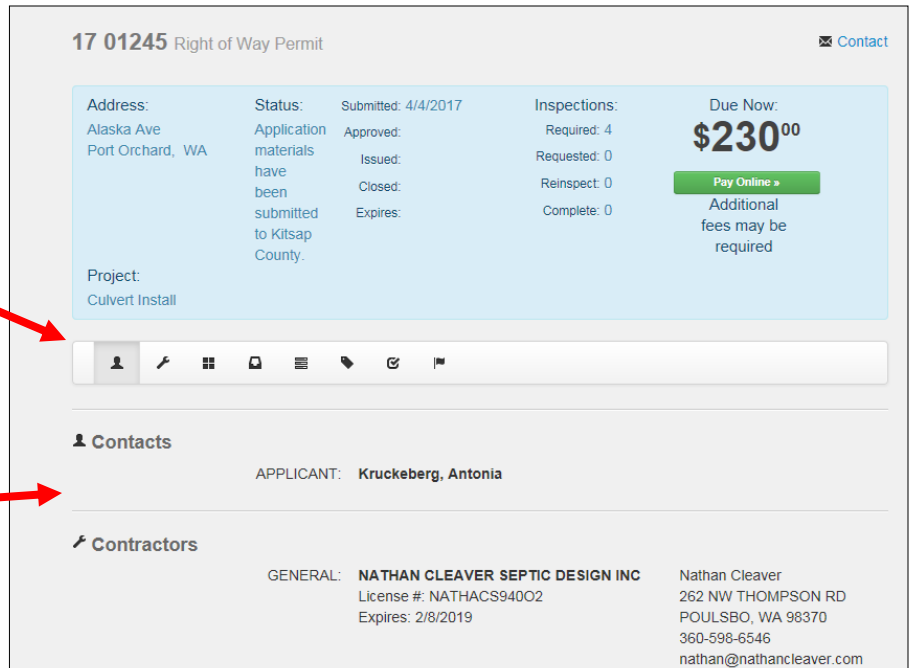 17 01245 Right of Way Permit
Contact
Address:
Alaska Ave
Port Orchard, WA
Project:
Culvert Install
Status:
Application
materials
have
been
submitted
to Kitsap
County.
Submitted: 4/4/2017
Approved:
Issued:
Closed:
Expires:
Inspections:
Required: 4
Requested: 0
Reinspect: 0
Complete: 0
Due Now:
$230⁰⁰
Pay Online »
Additional
fees may be
required
Contacts
APPLICANT: Kruckeberg, Antonia
Contractors
GENERAL: NATHAN CLEAVER SEPTIC DESIGN INC
License #: NATHACS940O2
Expires: 2/8/2019
Nathan Cleaver
262 NW THOMPSON RD
POULSBO, WA 98370
360-598-6546
nathan@nathancleaver.com